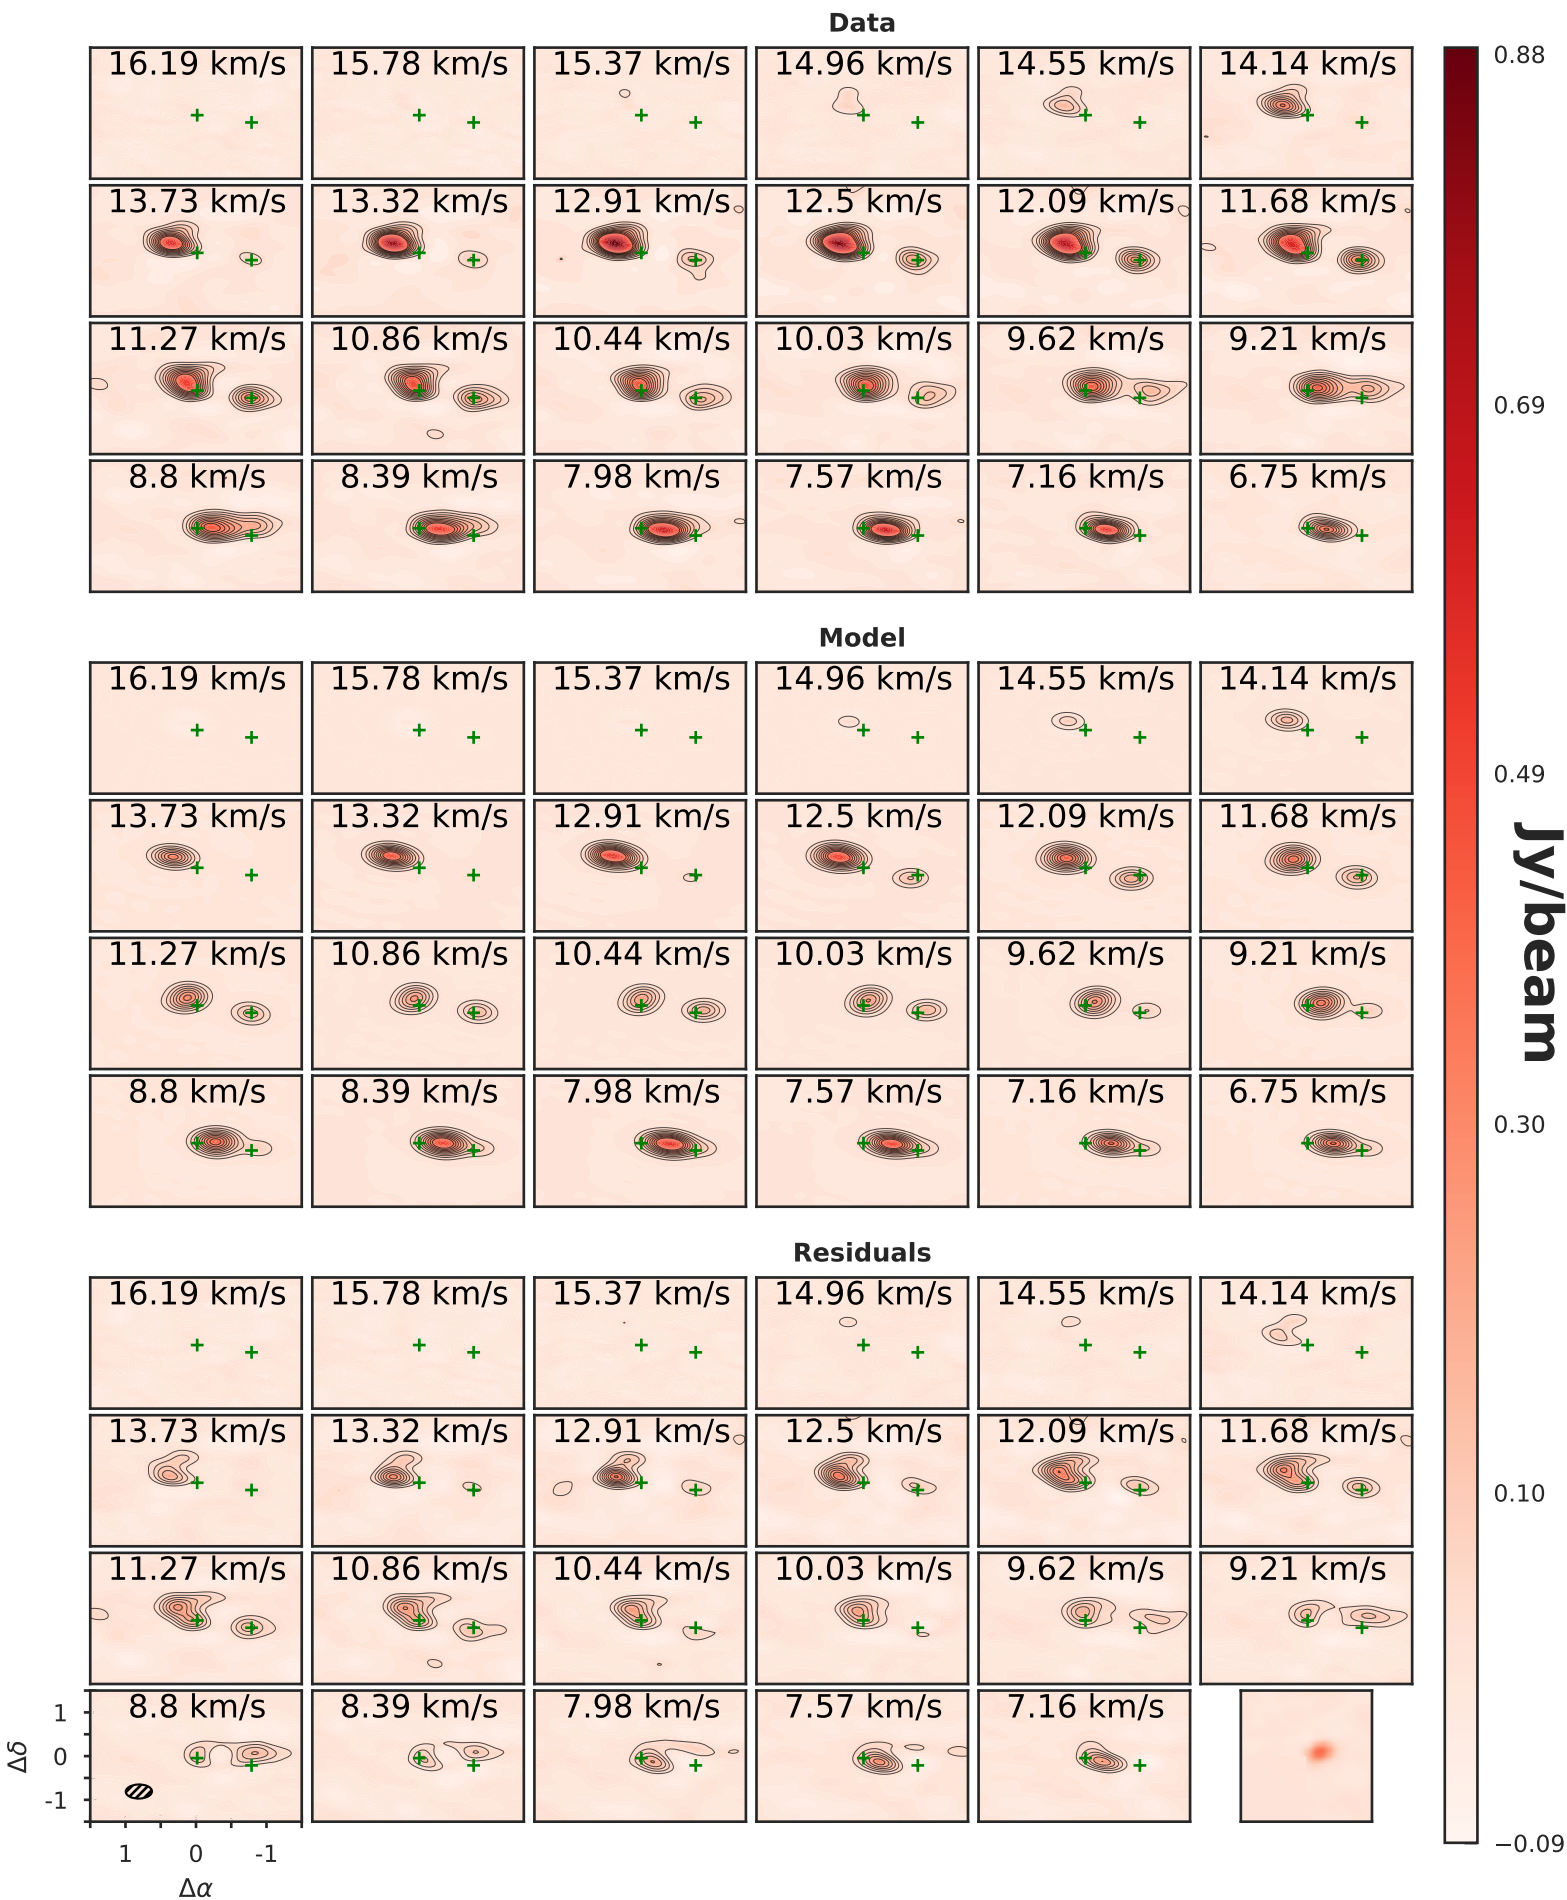 Data
16.19 km/s 15.78 km/s 15.37 km/s 14.96 km/s 14.55 km/s 14.14 km/s
13.73 km/s 13.32 km/s 12.91 km/s 12.5 km/s 12.09 km/s 11.68 km/s
11.27 km/s 10.86 km/s 10.44 km/s 10.03 km/s 9.62 km/s 9.21 km/s
8.8 km/s 8.39 km/s 7.98 km/s 7.57 km/s 7.16 km/s 6.75 km/s
Model
16.19 km/s 15.78 km/s 15.37 km/s 14.96 km/s 14.55 km/s 14.14 km/s
13.73 km/s 13.32 km/s 12.91 km/s 12.5 km/s 12.09 km/s 11.68 km/s
11.27 km/s 10.86 km/s 10.44 km/s 10.03 km/s 9.62 km/s 9.21 km/s
8.8 km/s 8.39 km/s 7.98 km/s 7.57 km/s 7.16 km/s 6.75 km/s
Residuals
16.19 km/s 15.78 km/s 15.37 km/s 14.96 km/s 14.55 km/s 14.14 km/s
13.73 km/s 13.32 km/s 12.91 km/s 12.5 km/s 12.09 km/s 11.68 km/s
11.27 km/s 10.86 km/s 10.44 km/s 10.03 km/s 9.62 km/s 9.21 km/s
8.8 km/s 8.39 km/s 7.98 km/s 7.57 km/s 7.16 km/s
1
0
-1
Δδ
1 0 -1
Δα
0.88
0.69
0.49
0.30
0.10
−0.09
Jy/beam